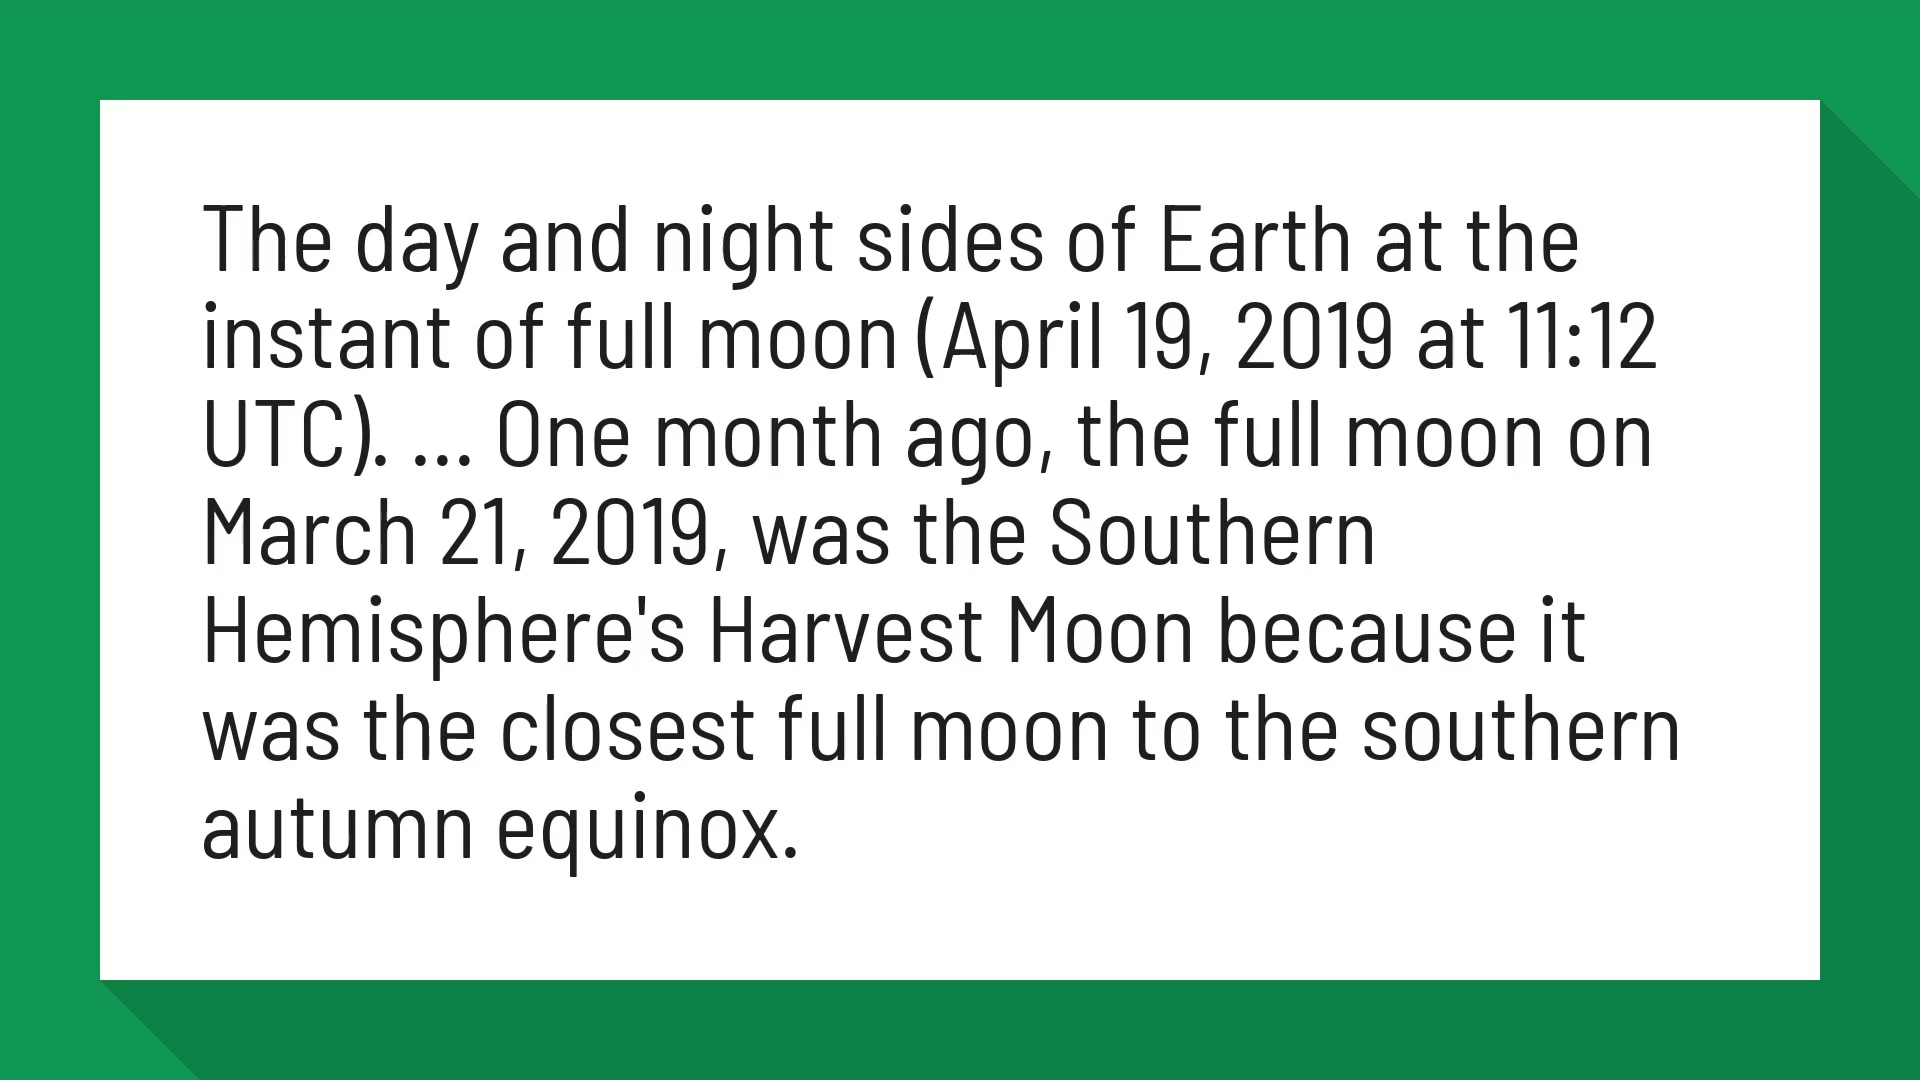 The day and night sides of Earth at the
instant of full moon (April 19, 2019 at 11:12
UTC). ... One month ago, the full moon on
March 21, 2019, was the Southern
Hemisphere's Harvest Moon because it
was the closest full moon to the southern
autumn equinox.